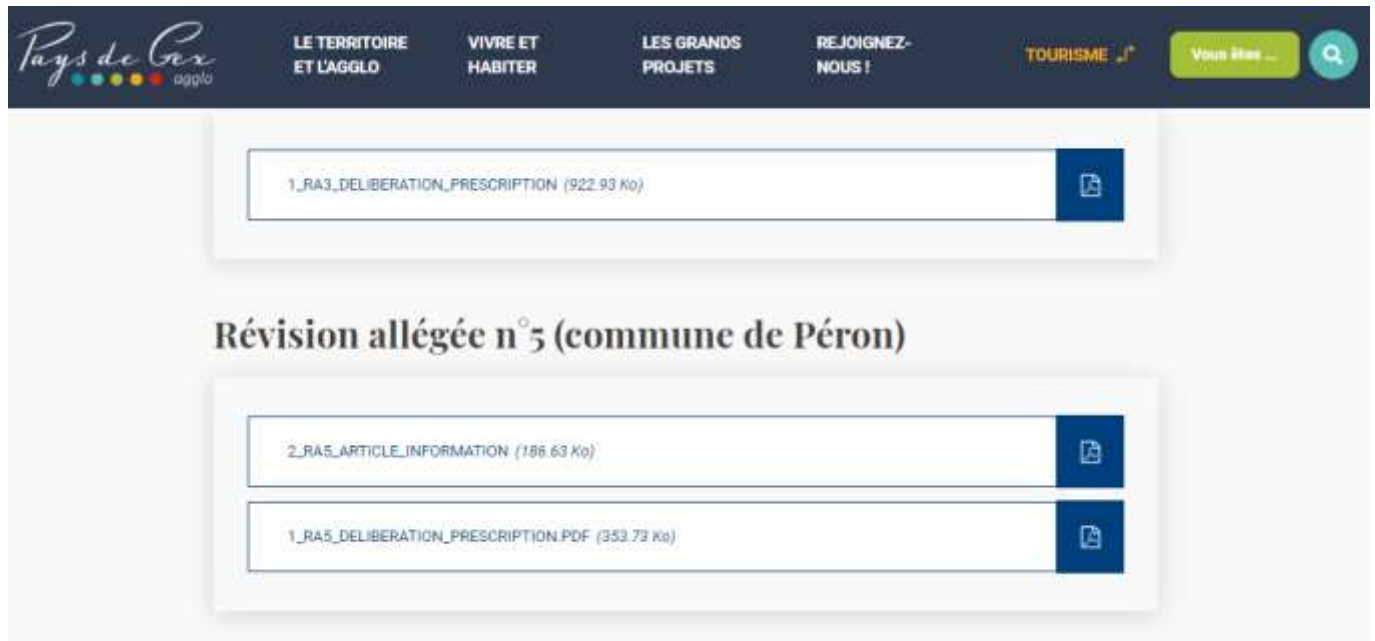 Pays de Gex
agglo
LE TERRITOIRE
ET L'AGGLO
VIVRE ET
HABITER
LES GRANDS
PROJETS
REJOIGNEZ-
NOUS !
TOURISME
Vous êtes ...
1_RA3_DELIBERATION_PRESCRIPTION (922.93 Ko)
Révision allégée n°5 (commune de Péron)
2_RA5_ARTICLE_INFORMATION (186.63 Ko)
1_RA5_DELIBERATION_PRESCRIPTION.PDF (353.73 Ko)